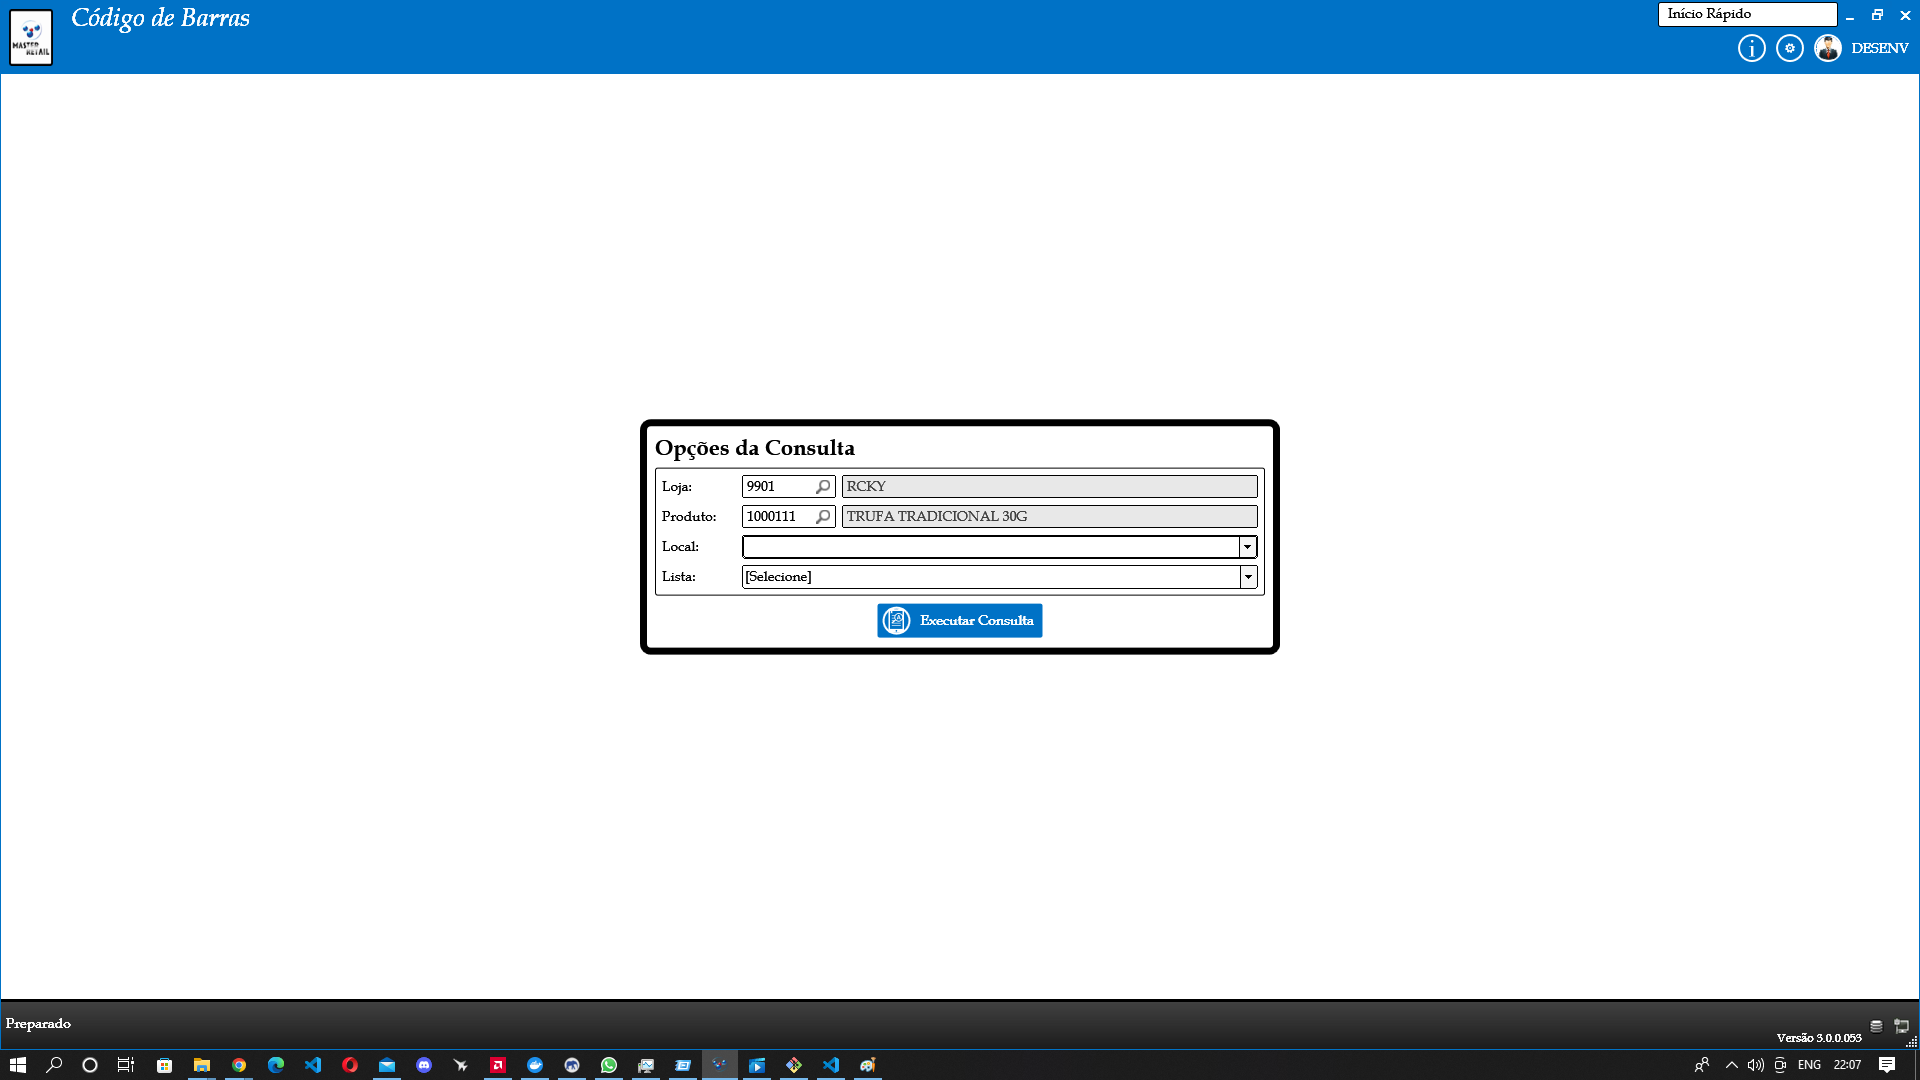 Código de Barras
Início Rápido
MASTER
RETAIL
DESENV
Opções da Consulta
Loja: 9901 RCKY
Produto: 1000111 TRUFA TRADICIONAL 30G
Local:
Lista: [Selecione]
Executar Consulta
Preparado
Versão 3.0.0.053
ENG 22:07